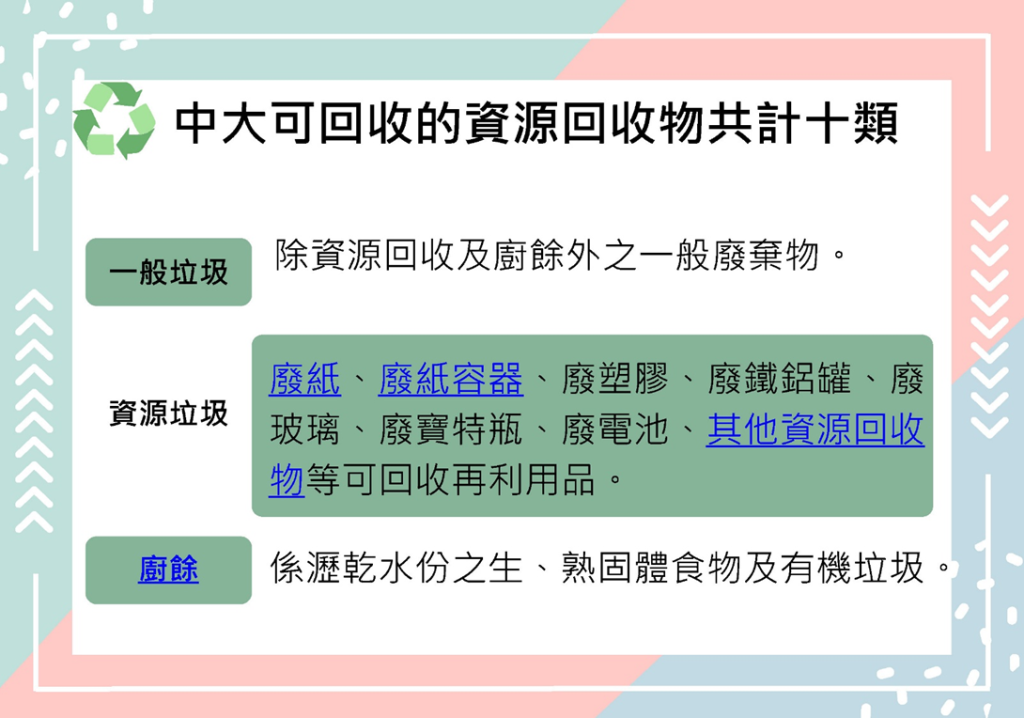 中大可回收的資源回收物共計十類
一般垃圾
除資源回收及廚餘外之一般廢棄物。
資源垃圾
廢紙、廢紙容器、廢塑膠、廢鐵鋁罐、廢
玻璃、廢寶特瓶、廢電池、其他資源回收
物等可回收再利用品。
廚餘
係瀝乾水份之生、熟固體食物及有機垃圾。